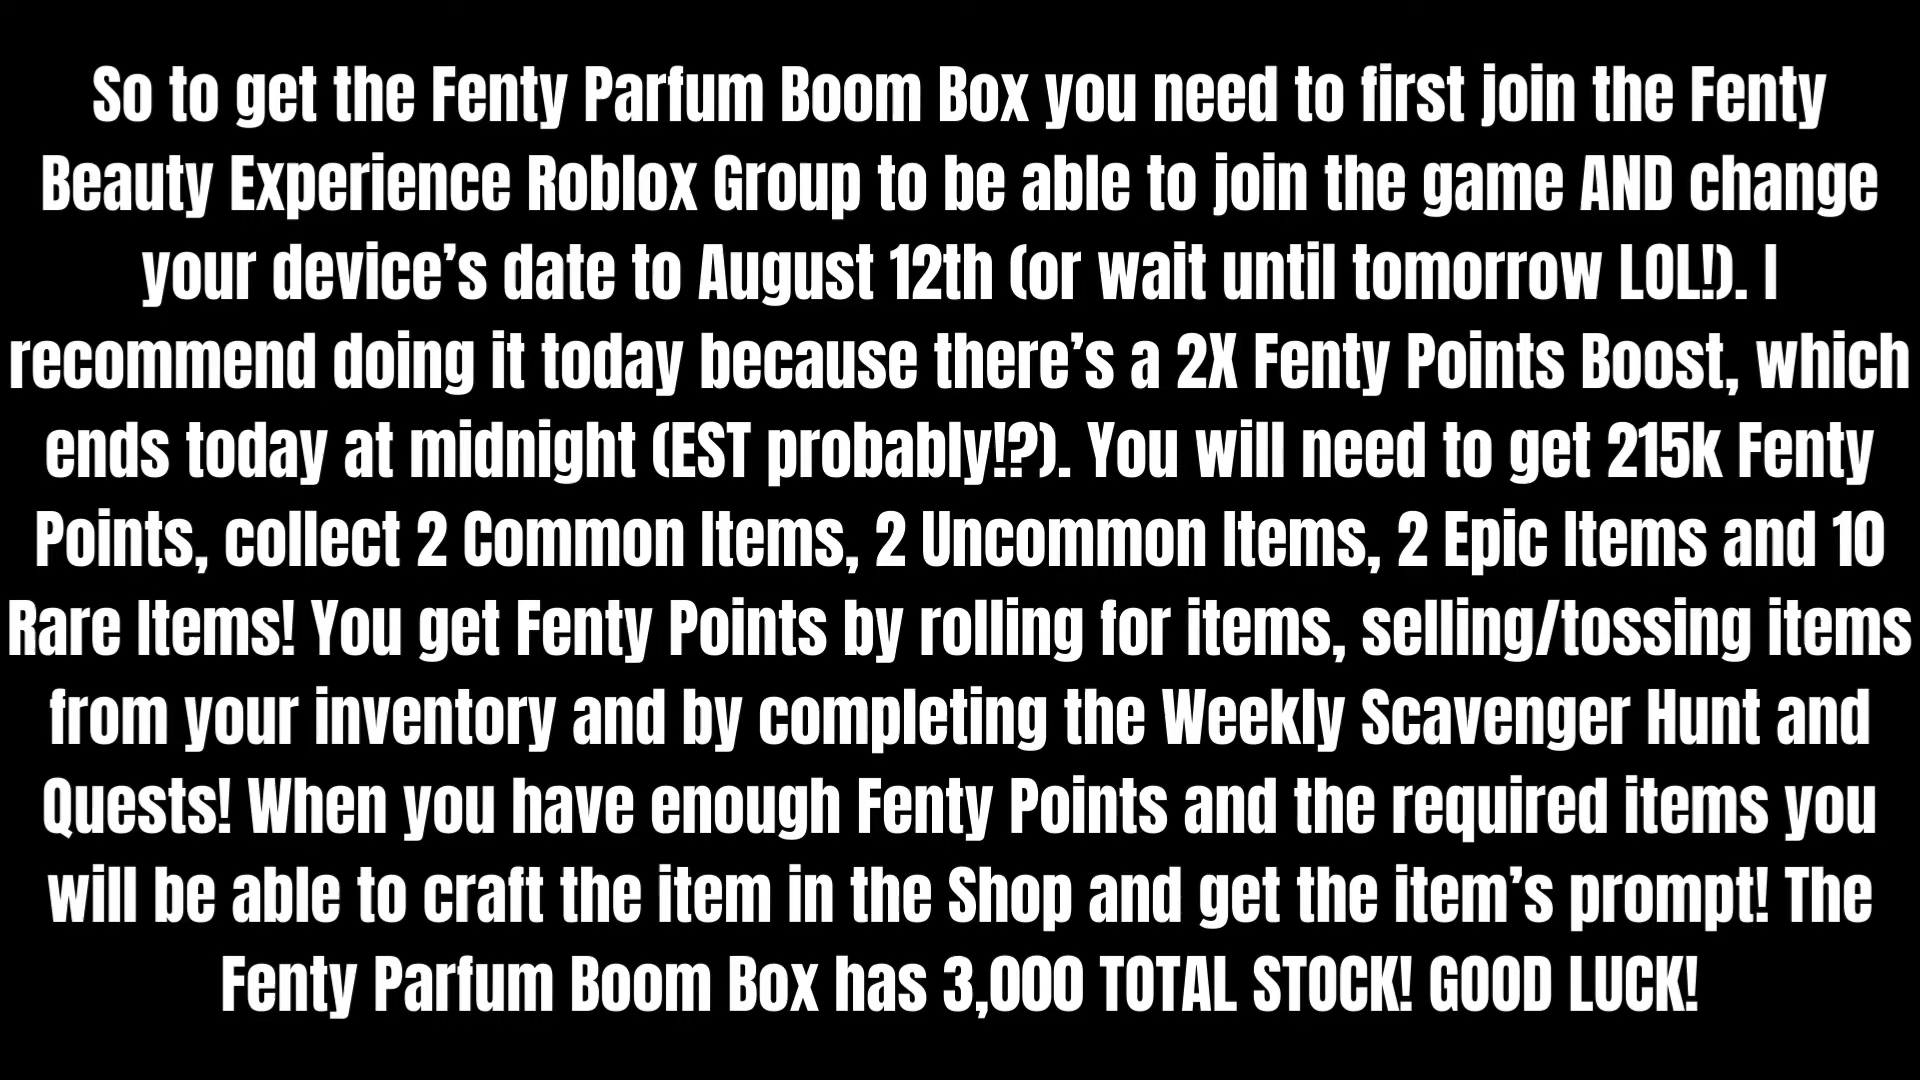 So to get the Fenty Parfum Boom Box you need to first join the Fenty
Beauty Experience Roblox Group to be able to join the game AND change
your device’s date to August 12th (or wait until tomorrow LOL!). I
recommend doing it today because there’s a 2X Fenty Points Boost, which
ends today at midnight (EST probably!?). You will need to get 215k Fenty
Points, collect 2 Common Items, 2 Uncommon Items, 2 Epic Items and 10
Rare Items! You get Fenty Points by rolling for items, selling/tossing items
from your inventory and by completing the Weekly Scavenger Hunt and
Quests! When you have enough Fenty Points and the required items you
will be able to craft the item in the Shop and get the item’s prompt! The
Fenty Parfum Boom Box has 3,000 TOTAL STOCK! GOOD LUCK!